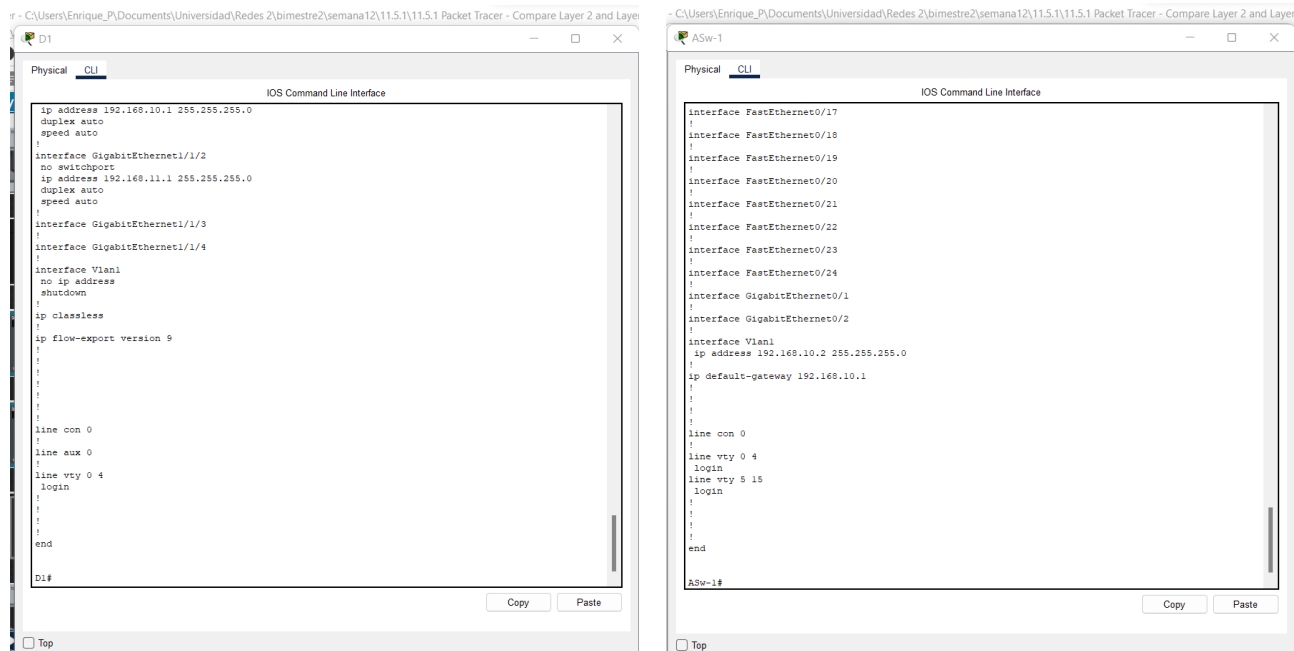 r - C:\Users\Enrique_P\Documents\Universidad\Redes 2\bimestre2\semana12\11.5.1\11.5.1 Packet Tracer - Compare Layer 2 and Layer
D1
Physical CLI
IOS Command Line Interface
ip address 192.168.10.1 255.255.255.0
duplex auto
speed auto
!
interface GigabitEthernet1/1/2
no switchport
ip address 192.168.11.1 255.255.255.0
duplex auto
speed auto
!
interface GigabitEthernet1/1/3
!
interface GigabitEthernet1/1/4
!
interface Vlan1
no ip address
shutdown
!
ip classless
!
ip flow-export version 9
!
!
!
!
!
!
!
line con 0
!
line aux 0
!
line vty 0 4
login
!
!
!
!
end
D1#
Copy Paste
Top
- C:\Users\Enrique_P\Documents\Universidad\Redes 2\bimestre2\semana12\11.5.1\11.5.1 Packet Tracer - Compare Layer 2 and Layer
ASw-1
Physical CLI
IOS Command Line Interface
interface FastEthernet0/17
!
interface FastEthernet0/18
!
interface FastEthernet0/19
!
interface FastEthernet0/20
!
interface FastEthernet0/21
!
interface FastEthernet0/22
!
interface FastEthernet0/23
!
interface FastEthernet0/24
!
interface GigabitEthernet0/1
!
interface GigabitEthernet0/2
!
interface Vlan1
ip address 192.168.10.2 255.255.255.0
!
ip default-gateway 192.168.10.1
!
!
!
!
line con 0
!
line vty 0 4
login
line vty 5 15
login
!
!
!
!
end
ASw-1#
Copy Paste
Top